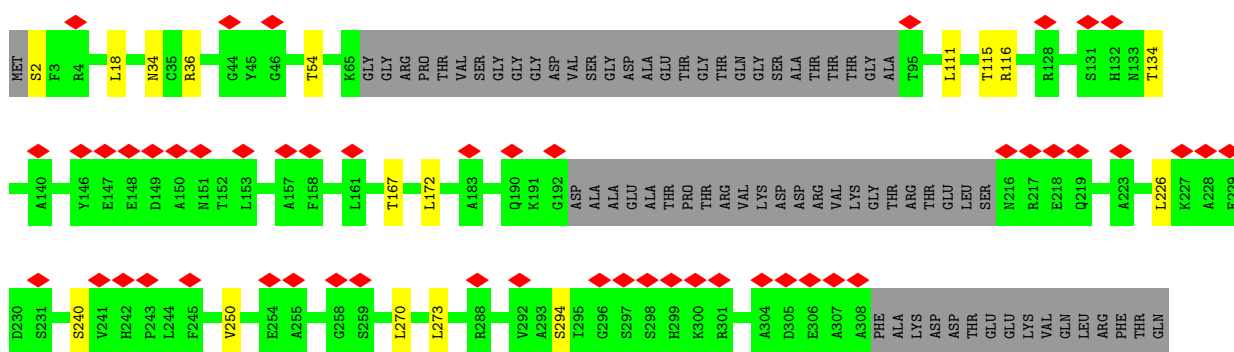 MET S2 F3 R4 L18 N34 C35 R36 G44 Y45 G46 T54 K65 GLY GLY ARG PRO THR VAL SER GLY GLY GLY ASP VAL SER GLY ASP ALA GLU THR GLY THR GLN GLY SER ALA THR THR THR GLY ALA T95 L111 T115 R116 R128 S131 H132 N133 T134
A140 Y146 E147 E148 D149 A150 N151 T152 L153 A157 F158 L161 T167 L172 A183 Q190 K191 G192 ASP ALA ALA GLU ALA THR PRO THR ARG VAL LYS ASP ASP ARG VAL LYS GLY THR ARG THR GLU LEU SER N216 R217 E218 Q219 A223 L226 K227 A228 E229
D230 S231 S240 V241 H242 P243 L244 F245 V250 E254 A255 G258 S259 L270 L273 R288 V292 A293 S294 I295 G296 S297 S298 H299 K300 R301 A304 D305 E306 A307 A308 PHE ALA LYS ASP ASP THR GLU GLU LYS VAL GLN LEU ARG PHE THR GLN